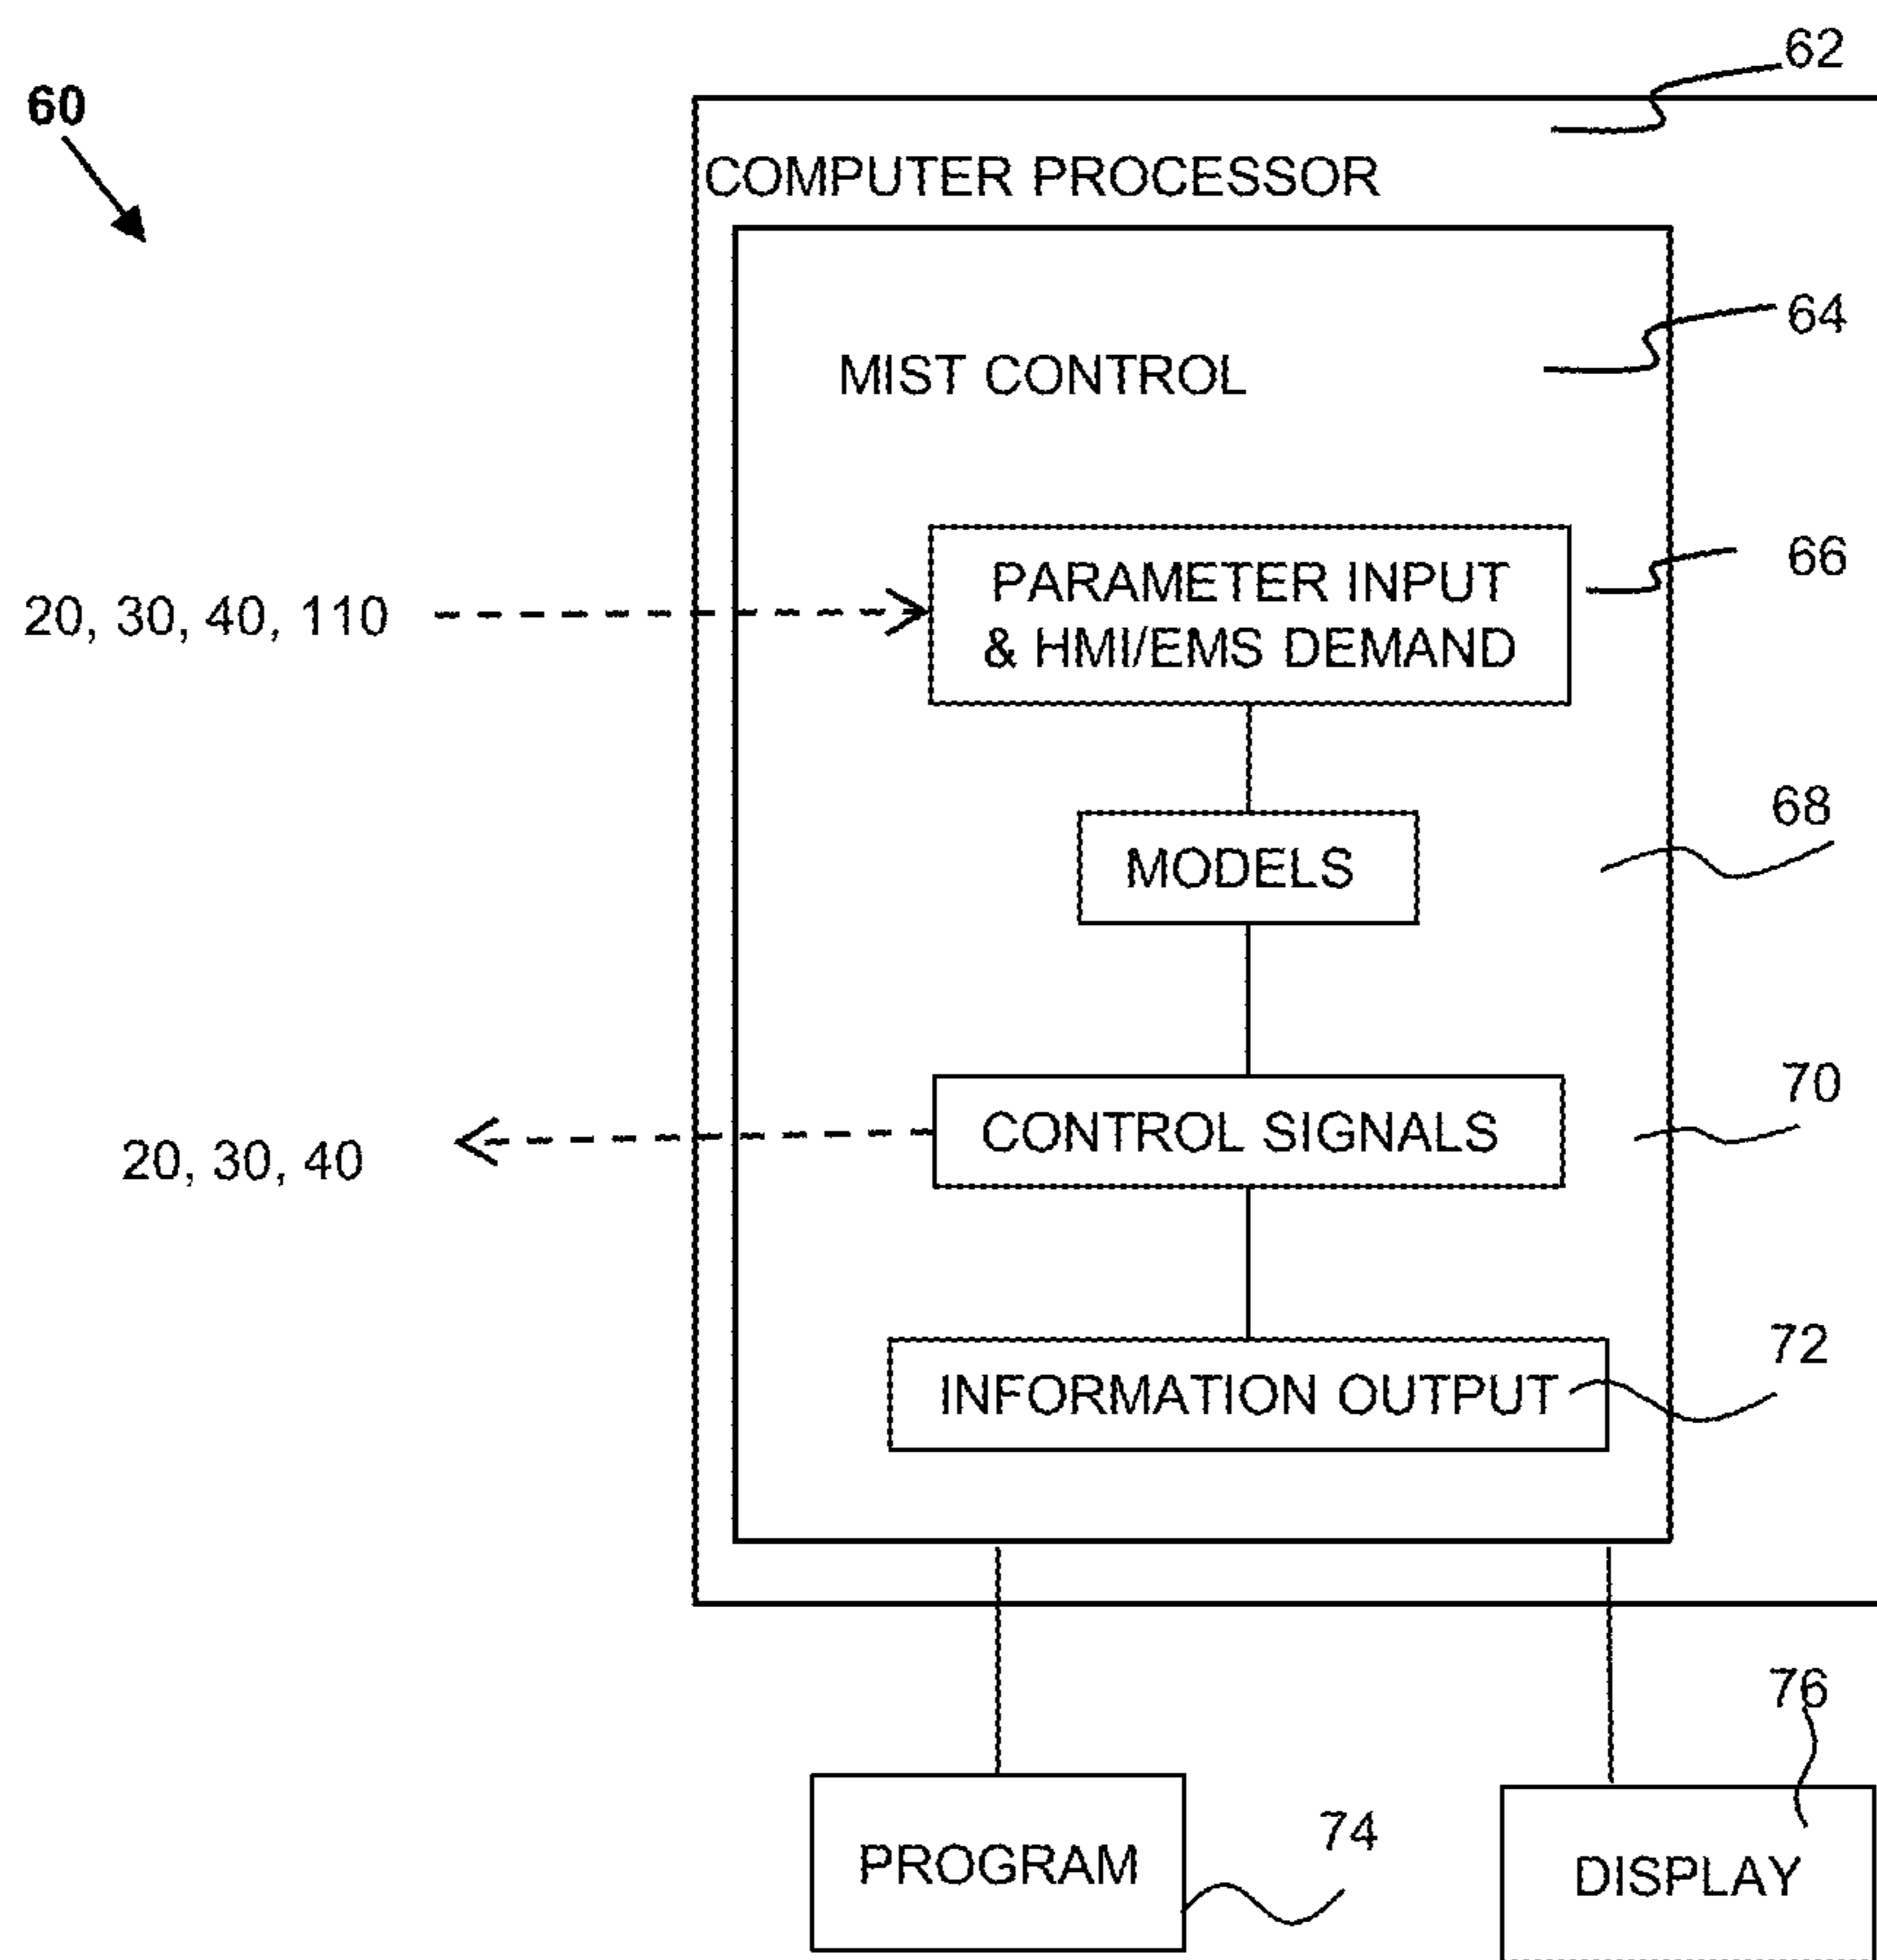 62
60
COMPUTER PROCESSOR
64
MIST CONTROL
66
PARAMETER INPUT
& HMI/EMS DEMAND
20, 30, 40, 110
68
MODELS
70
CONTROL SIGNALS
20, 30, 40
72
INFORMATION OUTPUT
76
74
PROGRAM
DISPLAY